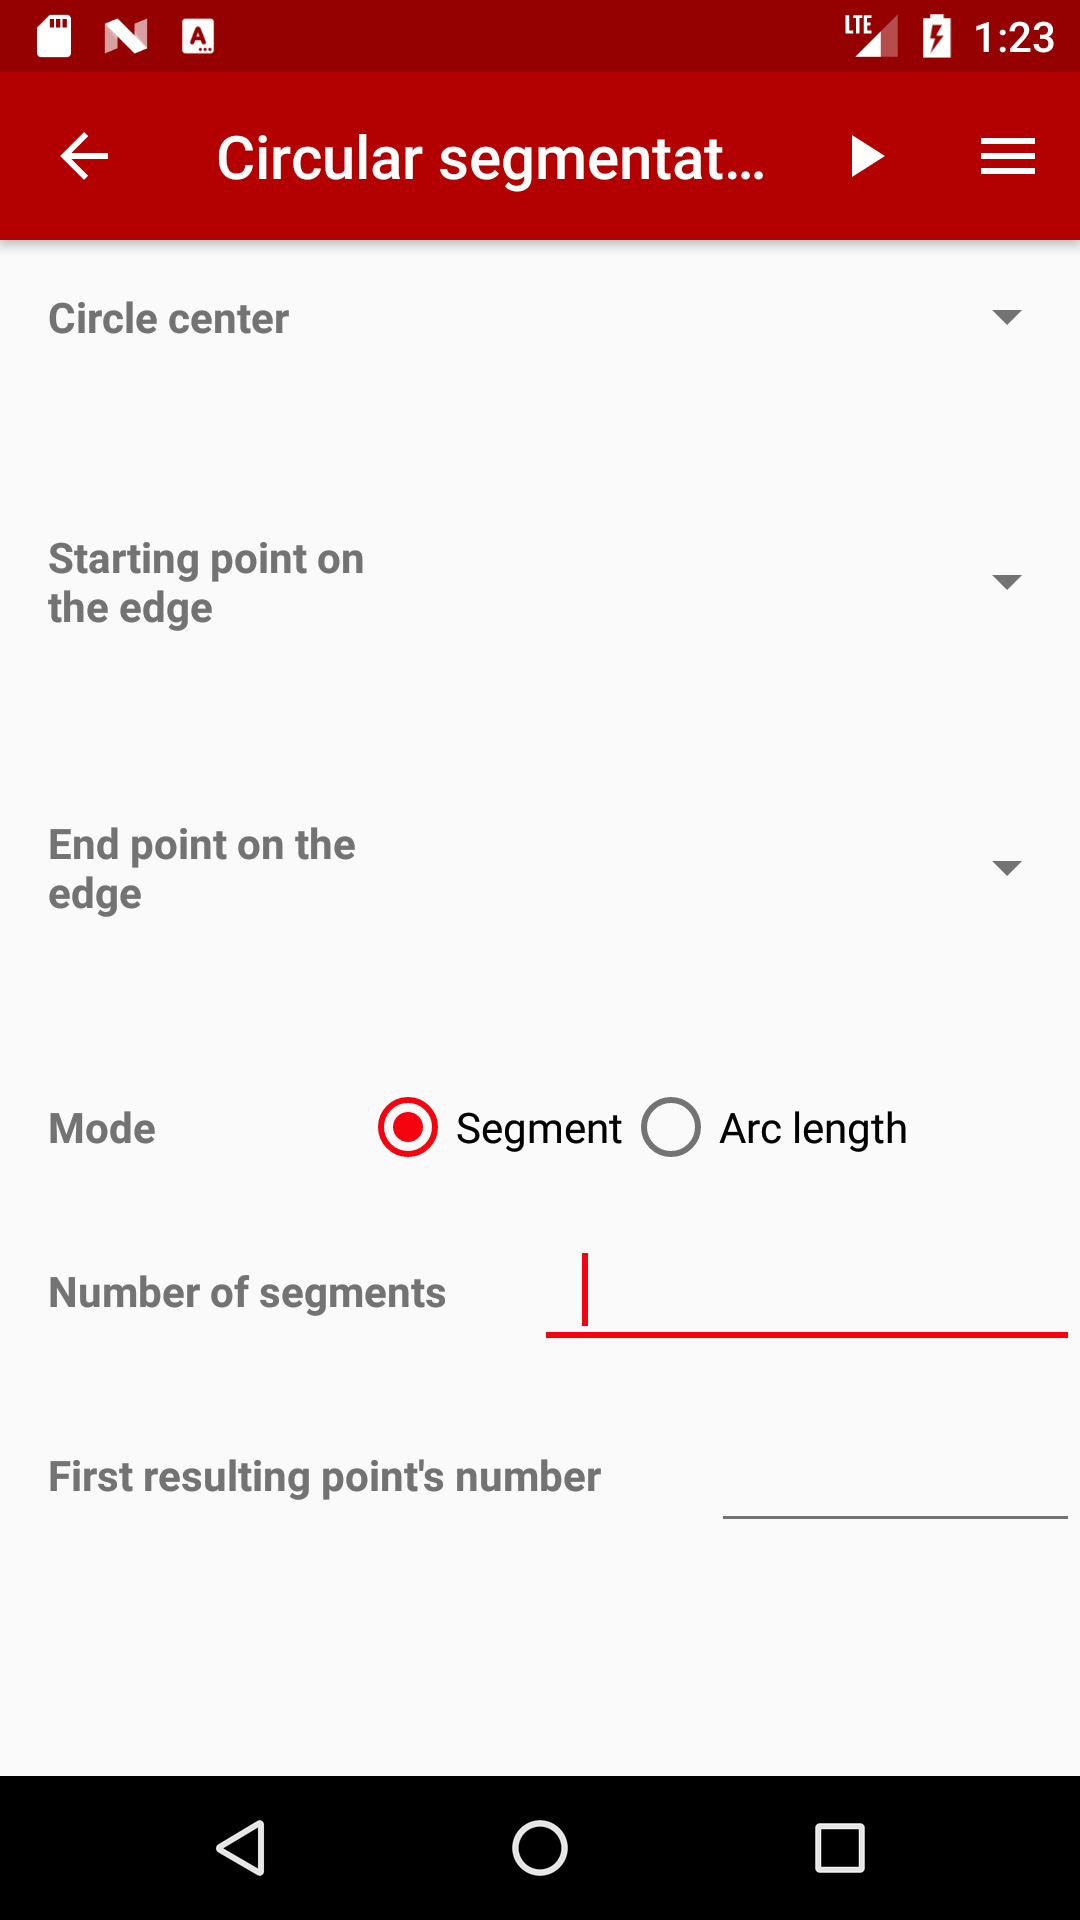 LTE 1:23
Circular segmentat...
Circle center
Starting point on
the edge
End point on the
edge
Mode Segment Arc length
Number of segments
First resulting point's number